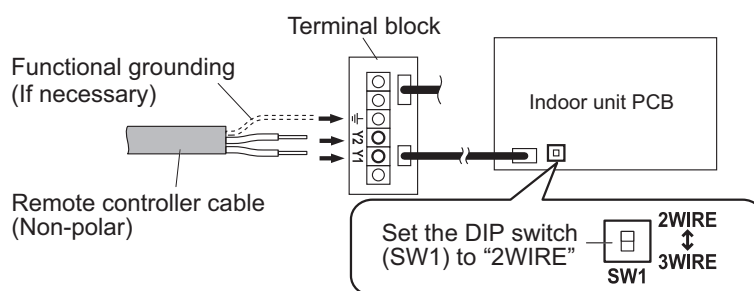 Terminal block
Functional grounding
(If necessary)
Y2 Y1
Indoor unit PCB
Remote controller cable
(Non-polar)
Set the DIP switch
(SW1) to “2WIRE”
2WIRE
3WIRE
SW1